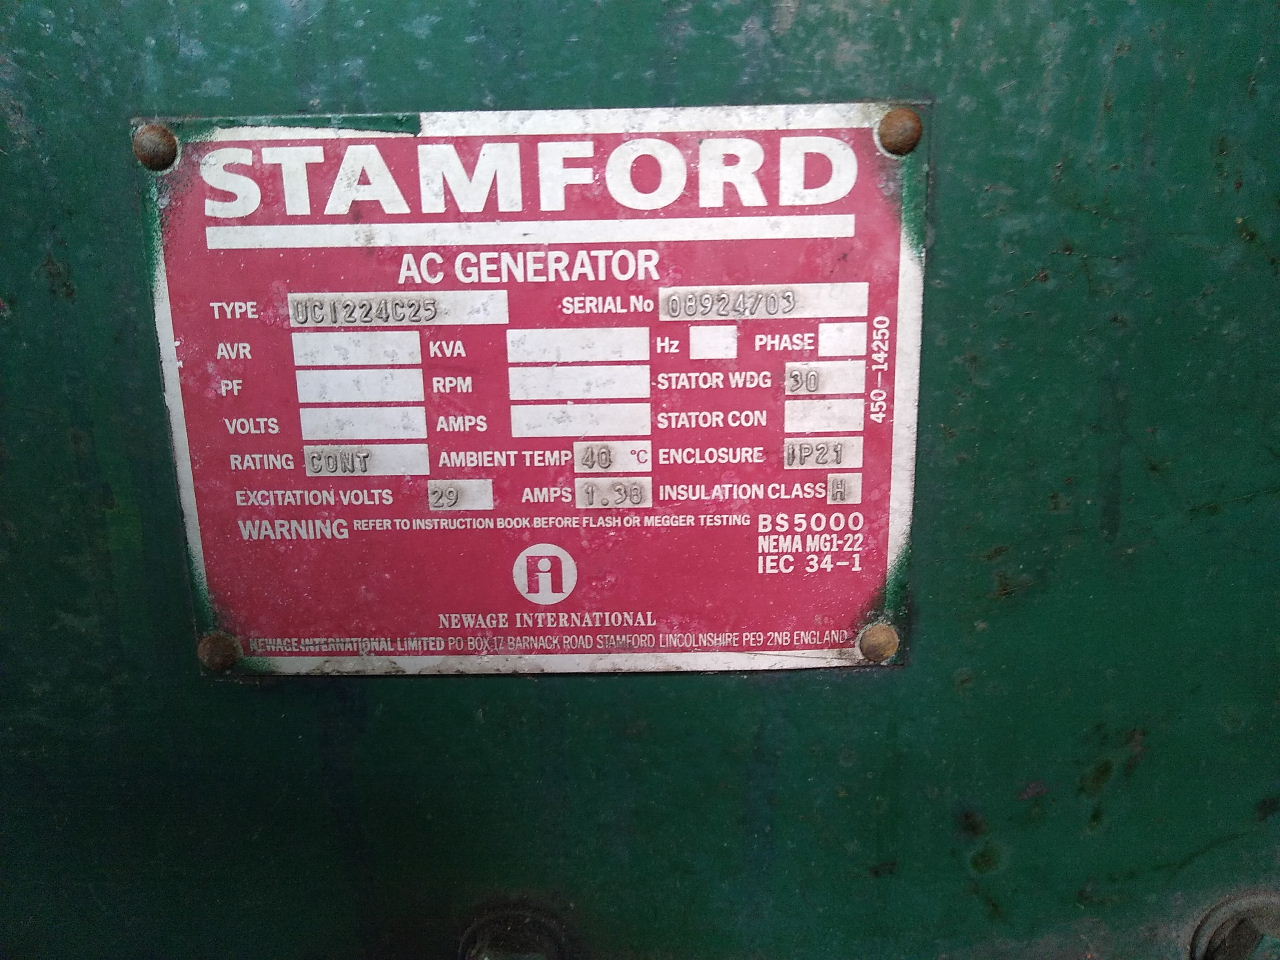 STAMFORD
AC GENERATOR
TYPE UCI224C25 SERIAL No 08924/03
AVR KVA Hz PHASE
PF RPM STATOR WDG 30
VOLTS AMPS STATOR CON
RATING CONT AMBIENT TEMP 40 °C ENCLOSURE IP21
EXCITATION VOLTS 29 AMPS 1.38 INSULATION CLASS H
WARNING REFER TO INSTRUCTION BOOK BEFORE FLASH OR MEGGER TESTING BS5000
NEMA MG1-22
IEC 34-1
NEWAGE INTERNATIONAL
NEWAGE INTERNATIONAL LIMITED PO BOX 17 BARNACK ROAD STAMFORD LINCOLNSHIRE PE9 2NB ENGLAND
450-14250